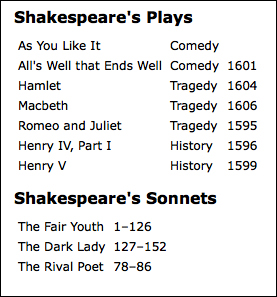 Shakespeare's Plays
As You Like It Comedy
All's Well that Ends Well Comedy 1601
Hamlet Tragedy 1604
Macbeth Tragedy 1606
Romeo and Juliet Tragedy 1595
Henry IV, Part I History 1596
Henry V History 1599
Shakespeare's Sonnets
The Fair Youth 1–126
The Dark Lady 127–152
The Rival Poet 78–86